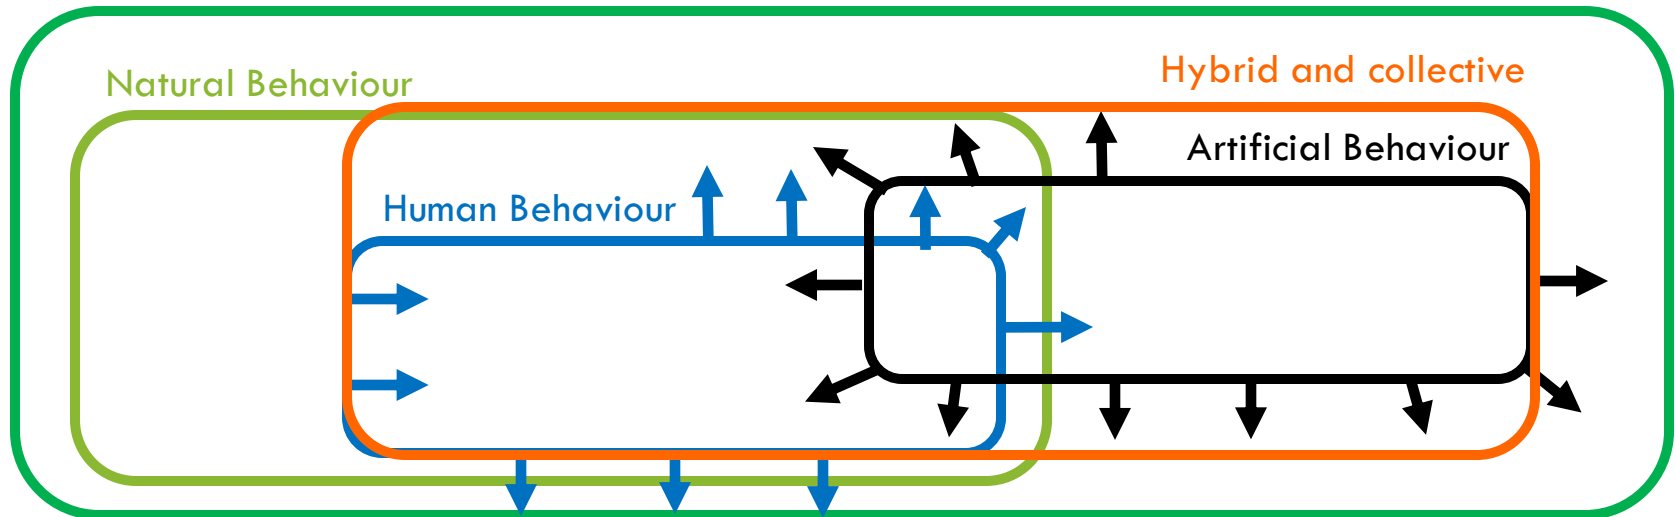 Natural Behaviour
Hybrid and collective
Artificial Behaviour
Human Behaviour